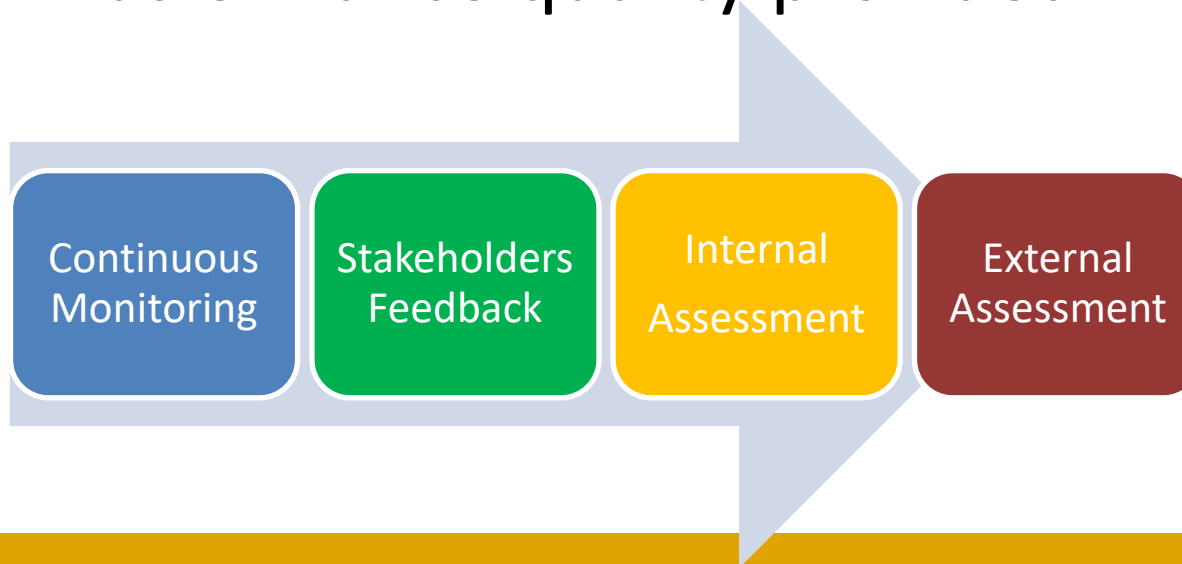 Continuous
Monitoring
Stakeholders
Feedback
Internal
Assessment
External
Assessment